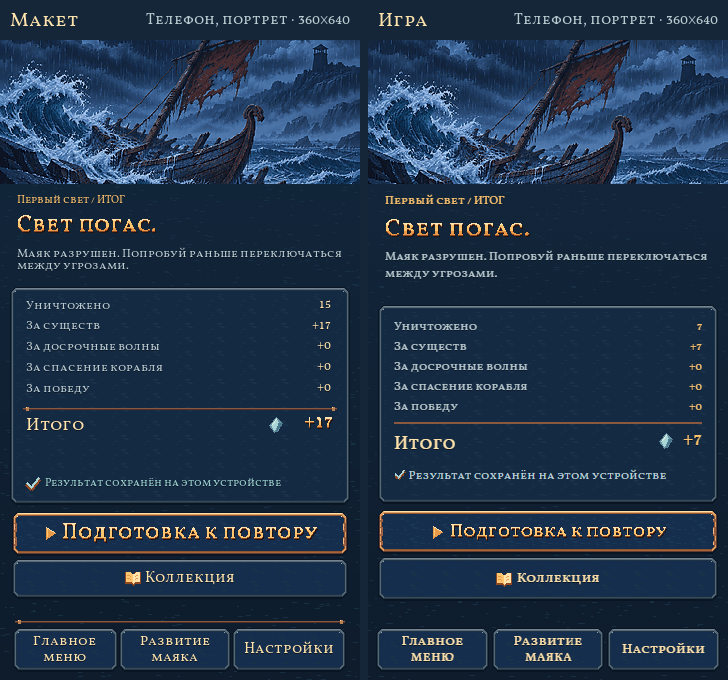 Макет
Телефон, портрет · 360×640
Первый свет / ИТОГ
Свет погас.
Маяк разрушен. Попробуй раньше переключаться
между угрозами.
Уничтожено 15
За существ +17
За досрочные волны +0
За спасение корабля +0
За победу +0
Итого +17
Результат сохранён на этом устройстве
Подготовка к повтору
Коллекция
Главное
меню
Развитие
маяка
Настройки
Игра
Телефон, портрет · 360×640
Первый свет / ИТОГ
Свет погас.
Маяк разрушен. Попробуй раньше переключаться
между угрозами.
Уничтожено 7
За существ +7
За досрочные волны +0
За спасение корабля +0
За победу +0
Итого +7
Результат сохранён на этом устройстве
Подготовка к повтору
Коллекция
Главное
меню
Развитие
маяка
Настройки